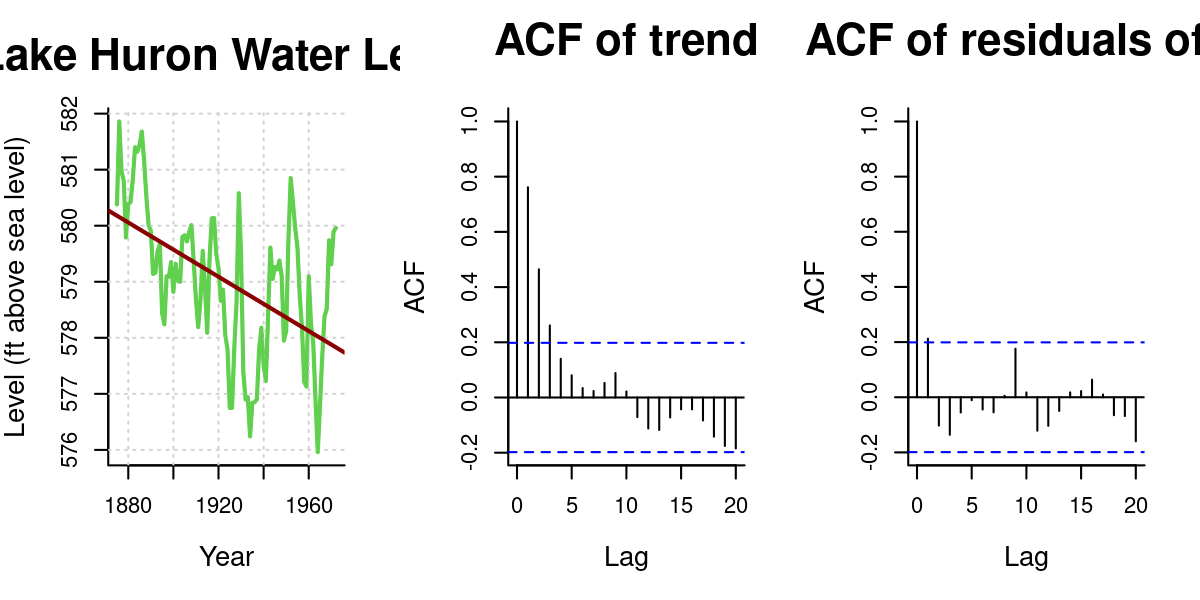 Lake Huron Water Le
Level (ft above sea level)
582
581
580
579
578
577
576
1880 1920 1960
Year
ACF of trend
ACF
1.0
0.8
0.6
0.4
0.2
0.0
-0.2
0 5 10 15 20
Lag
ACF of residuals of
ACF
1.0
0.8
0.6
0.4
0.2
0.0
-0.2
0 5 10 15 20
Lag